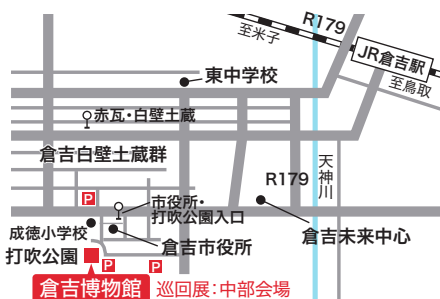 R179
至米子
JR倉吉駅
至鳥取
東中学校
赤瓦・白壁土蔵
倉吉白壁土蔵群
天神川
R179
P
市役所・
打吹公園入口
成徳小学校
倉吉市役所
倉吉未来中心
打吹公園
P
P
倉吉博物館 巡回展:中部会場